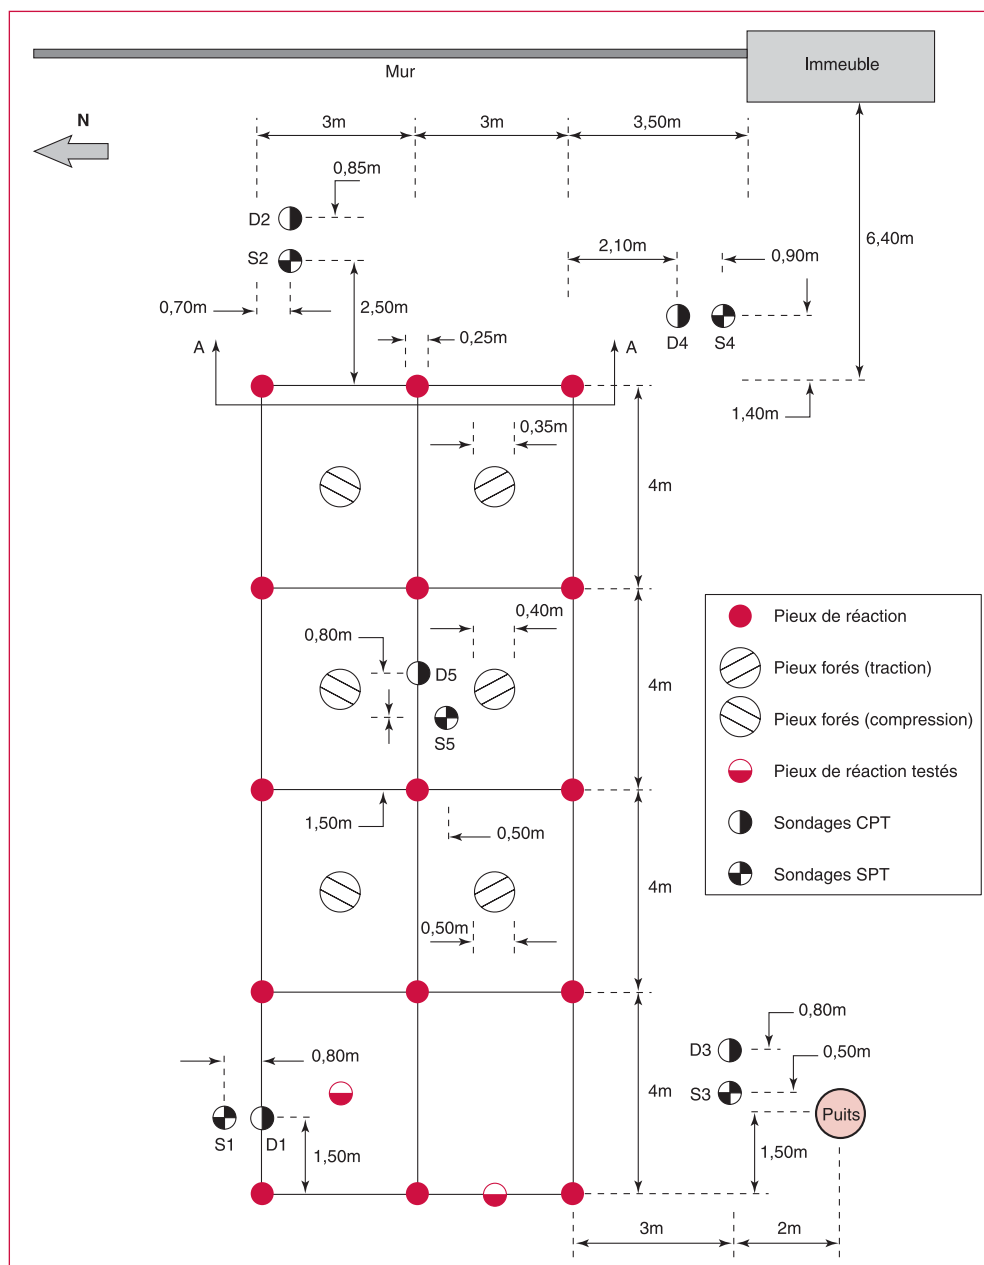 Immeuble
Mur
N
3m
3m
3,50m
0,85m
D2
S2
2,10m
0,90m
6,40m
0,70m
2,50m
0,25m
D4
S4
A
A
1,40m
0,35m
4m
0,80m
0,40m
D5
S5
4m
Pieux de réaction
Pieux forés (traction)
Pieux forés (compression)
Pieux de réaction testés
Sondages CPT
Sondages SPT
1,50m
0,50m
4m
0,50m
0,80m
D3
0,80m
0,50m
S3
4m
Puits
S1
D1
1,50m
1,50m
3m
2m